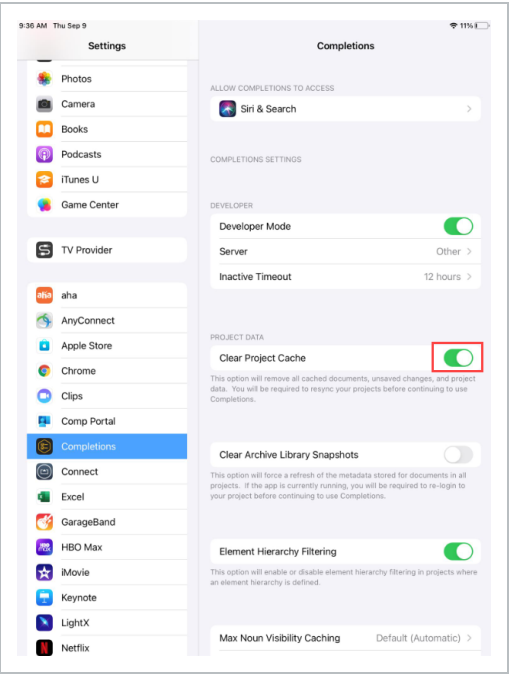 9:36 AM Thu Sep 9
11%
Settings
Photos
Camera
Books
Podcasts
iTunes U
Game Center
TV Provider
aha
aha
AnyConnect
Apple Store
Chrome
Clips
Comp Portal
Completions
Connect
Excel
GarageBand
HBO Max
iMovie
Keynote
LightX
Netflix
Completions
ALLOW COMPLETIONS TO ACCESS
Siri & Search
COMPLETIONS SETTINGS
DEVELOPER
Developer Mode
Server Other
Inactive Timeout 12 hours
PROJECT DATA
Clear Project Cache
This option will remove all cached documents, unsaved changes, and project
data. You will be required to resync your projects before continuing to use
Completions.
Clear Archive Library Snapshots
This option will force a refresh of the metadata stored for documents in all
projects. If the app is currently running, you will be required to re-login to
your project before continuing to use Completions.
Element Hierarchy Filtering
This option will enable or disable element hierarchy filtering in projects where
an element hierarchy is defined.
Max Noun Visibility Caching Default (Automatic)